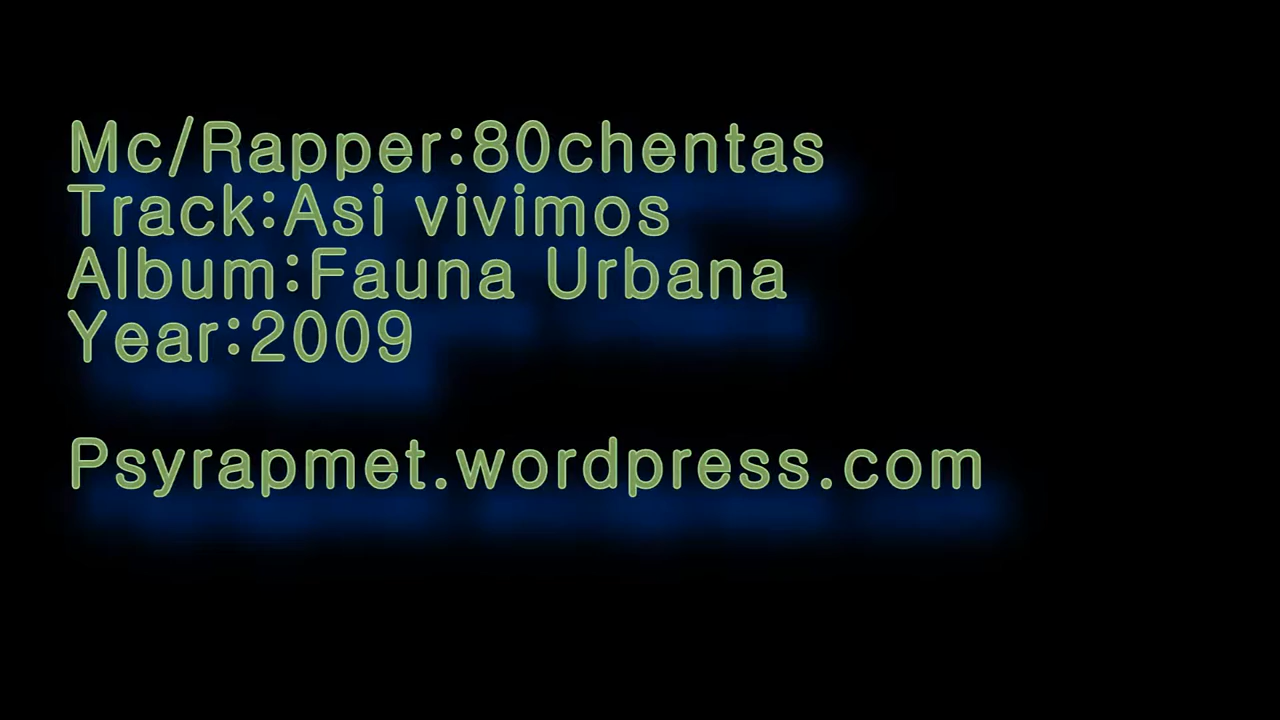 Mc/Rapper:80chentas
Track:Asi vivimos
Album:Fauna Urbana
Year:2009
Psyrapmet.wordpress.com